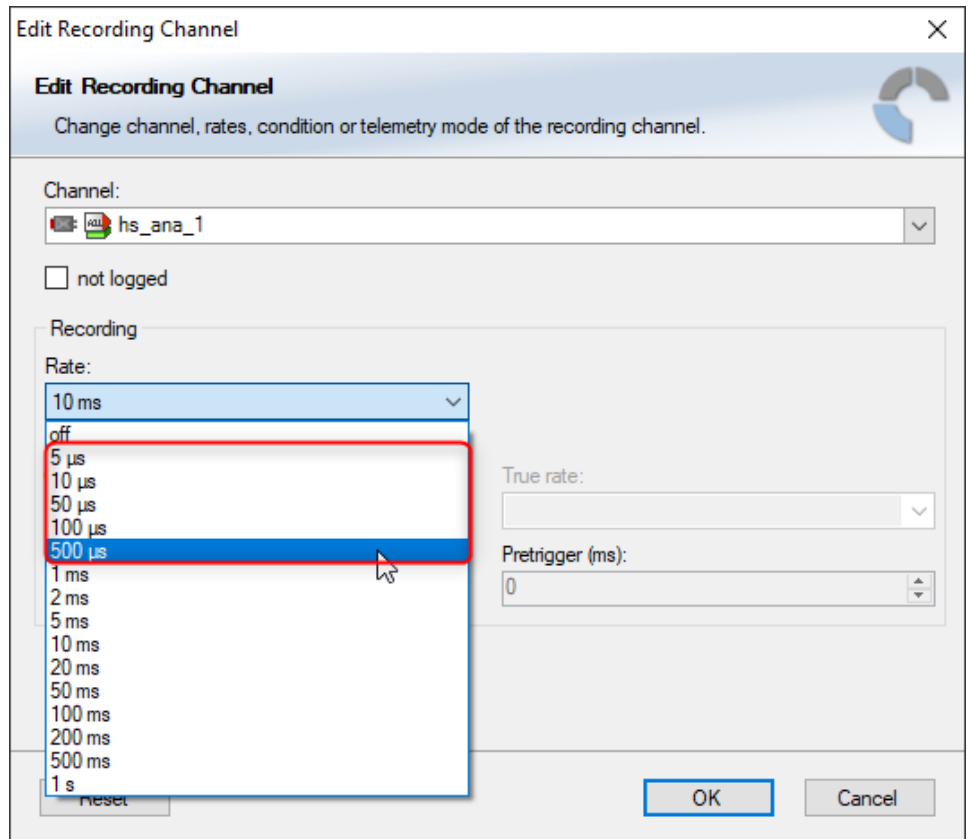 Edit Recording Channel
Edit Recording Channel
Change channel, rates, condition or telemetry mode of the recording channel.
Channel:
hs_ana_1
not logged
Recording
Rate:
10 ms
off
5 µs
10 µs
50 µs
100 µs
500 µs
1 ms
2 ms
5 ms
10 ms
20 ms
50 ms
100 ms
200 ms
500 ms
1 s
True rate:
Pretrigger (ms):
0
Reset
OK
Cancel